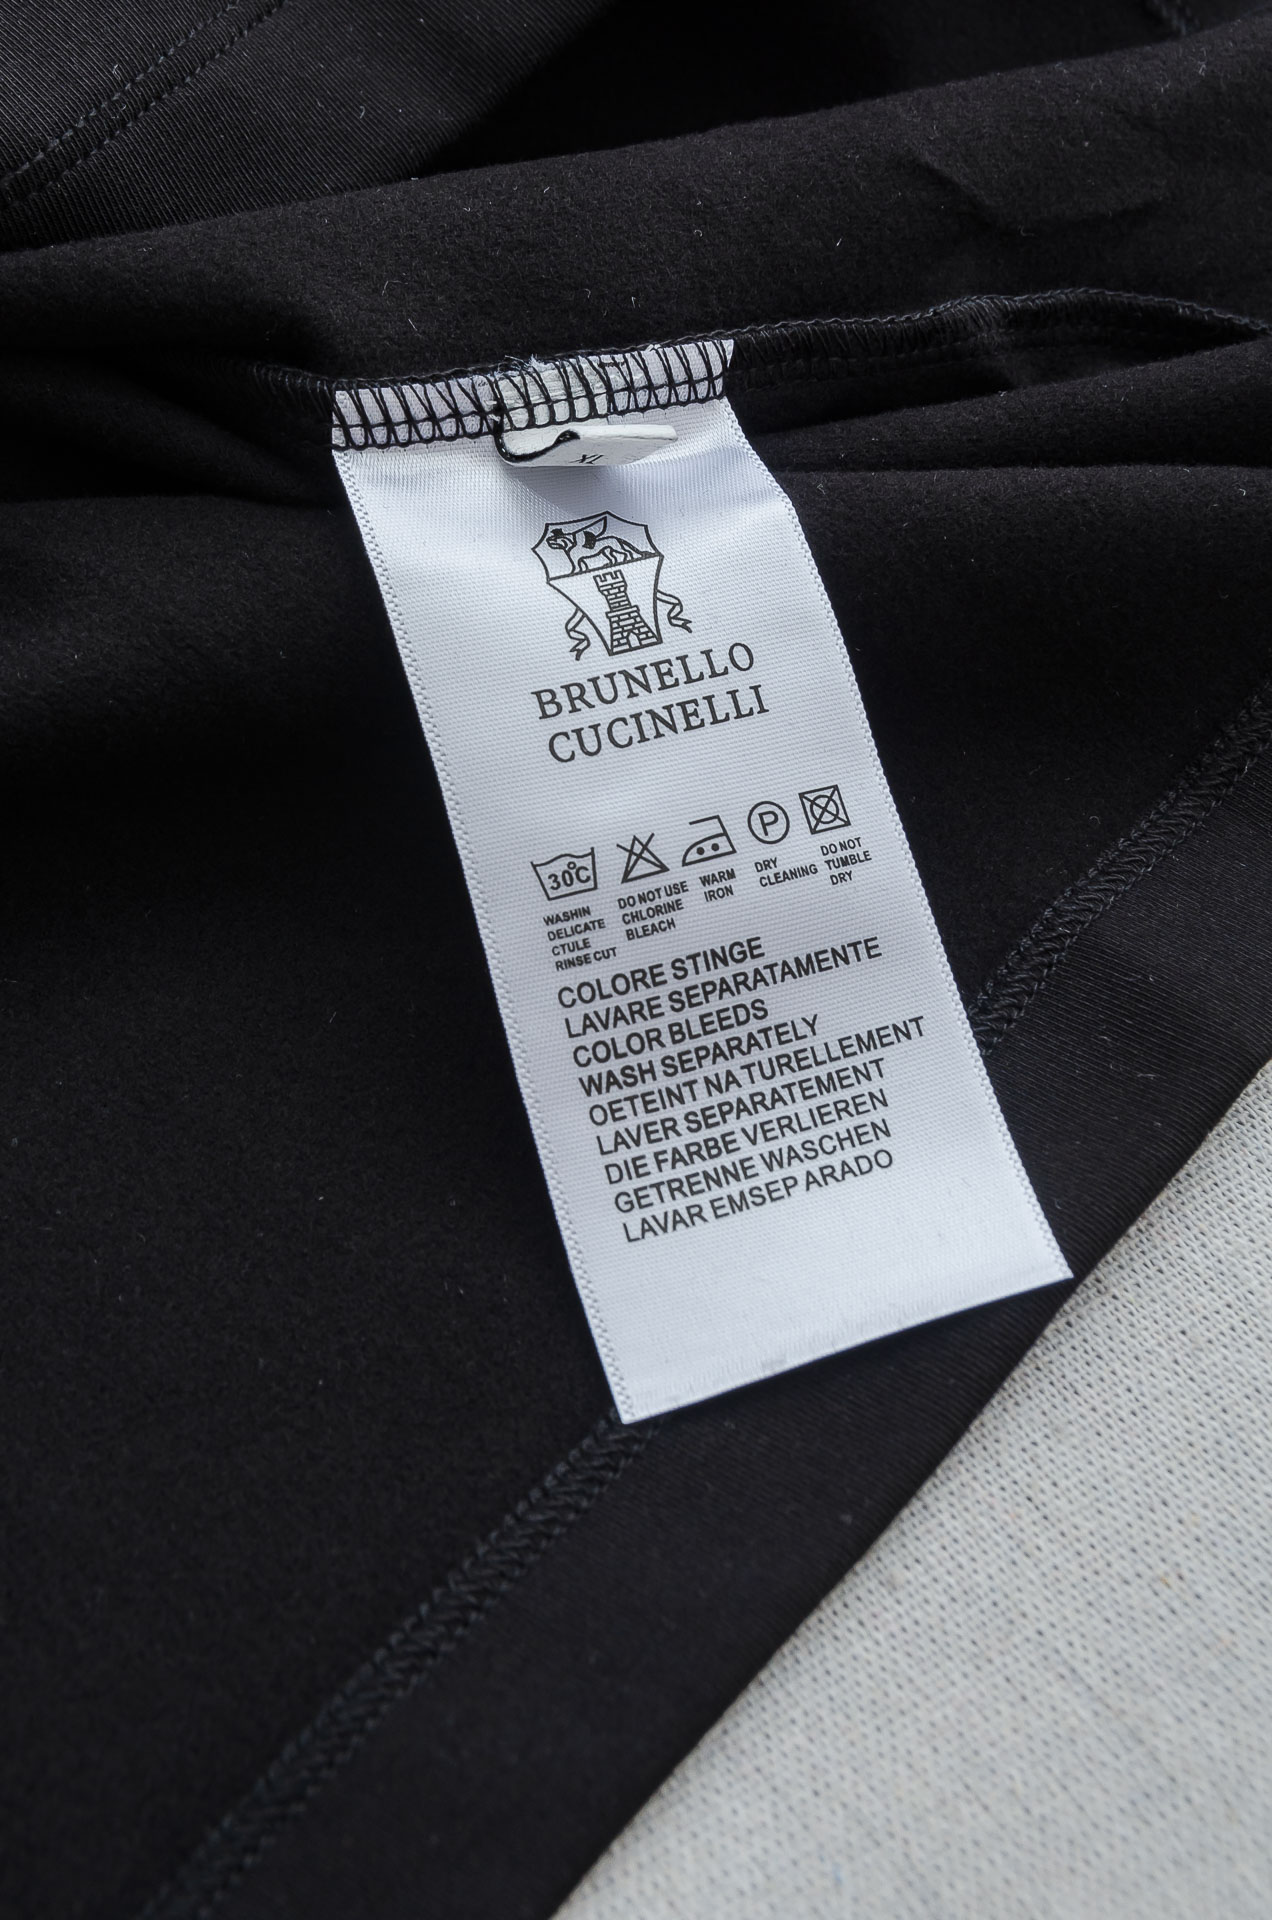 XL
BRUNELLO
CUCINELLI
30°C
P
WASHIN
DELICATE
CTULE
RINSE CUT
DO NOT USE
CHLORINE
BLEACH
WARM
IRON
DRY
CLEANING
DO NOT
TUMBLE
DRY
COLORE STINGE
LAVARE SEPARATAMENTE
COLOR BLEEDS
WASH SEPARATELY
OETEINT NA TURELLEMENT
LAVER SEPARATEMENT
DIE FARBE VERLIEREN
GETRENNE WASCHEN
LAVAR EMSEP ARADO